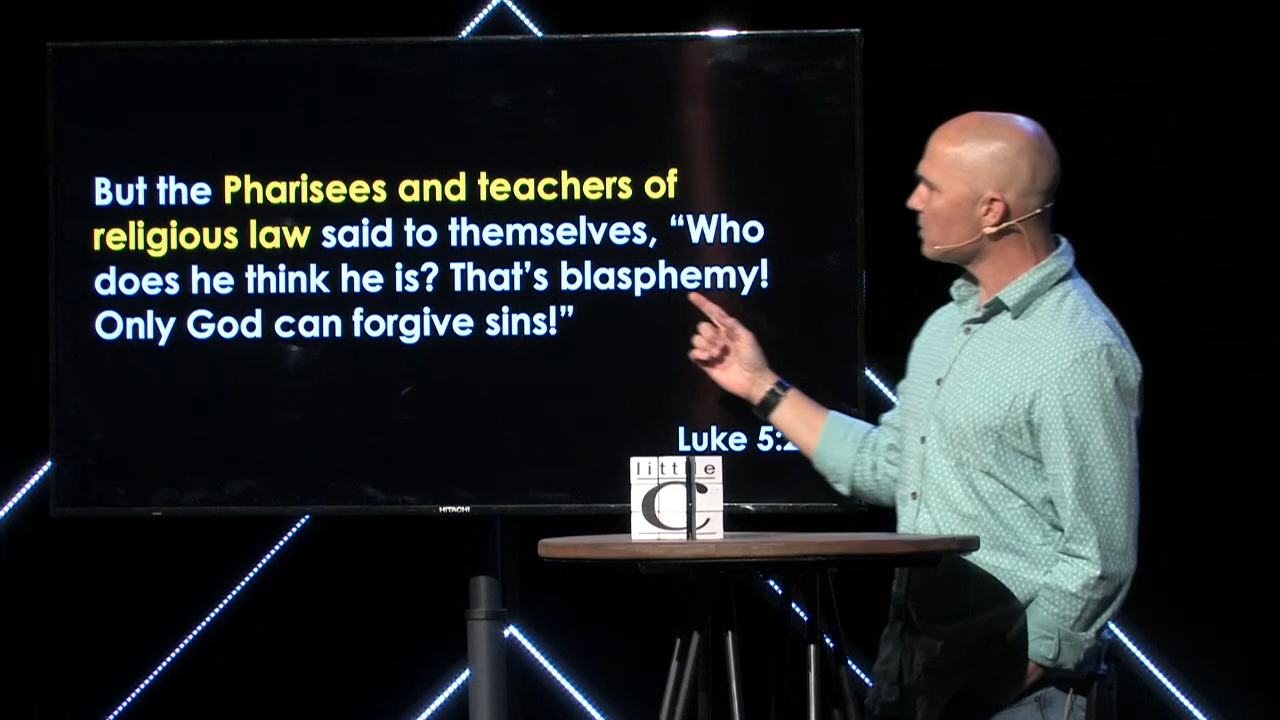 But the Pharisees and teachers of
religious law said to themselves, “Who
does he think he is? That’s blasphemy!
Only God can forgive sins!”
Luke 5:2
little
C
HITACHI